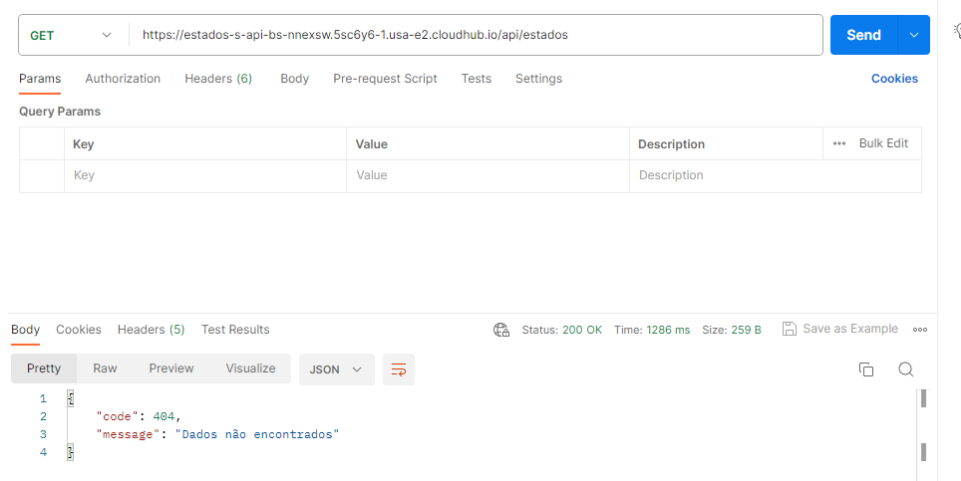 GET https://estados-s-api-bs-nnexsw.5sc6y6-1.usa-e2.cloudhub.io/api/estados Send
Params Authorization Headers (6) Body Pre-request Script Tests Settings Cookies
Query Params
Key Value Description ••• Bulk Edit
Key Value Description
Body Cookies Headers (5) Test Results Status: 200 OK Time: 1286 ms Size: 259 B Save as Example
Pretty Raw Preview Visualize JSON
1 {
2 "code": 404,
3 "message": "Dados não encontrados"
4 }